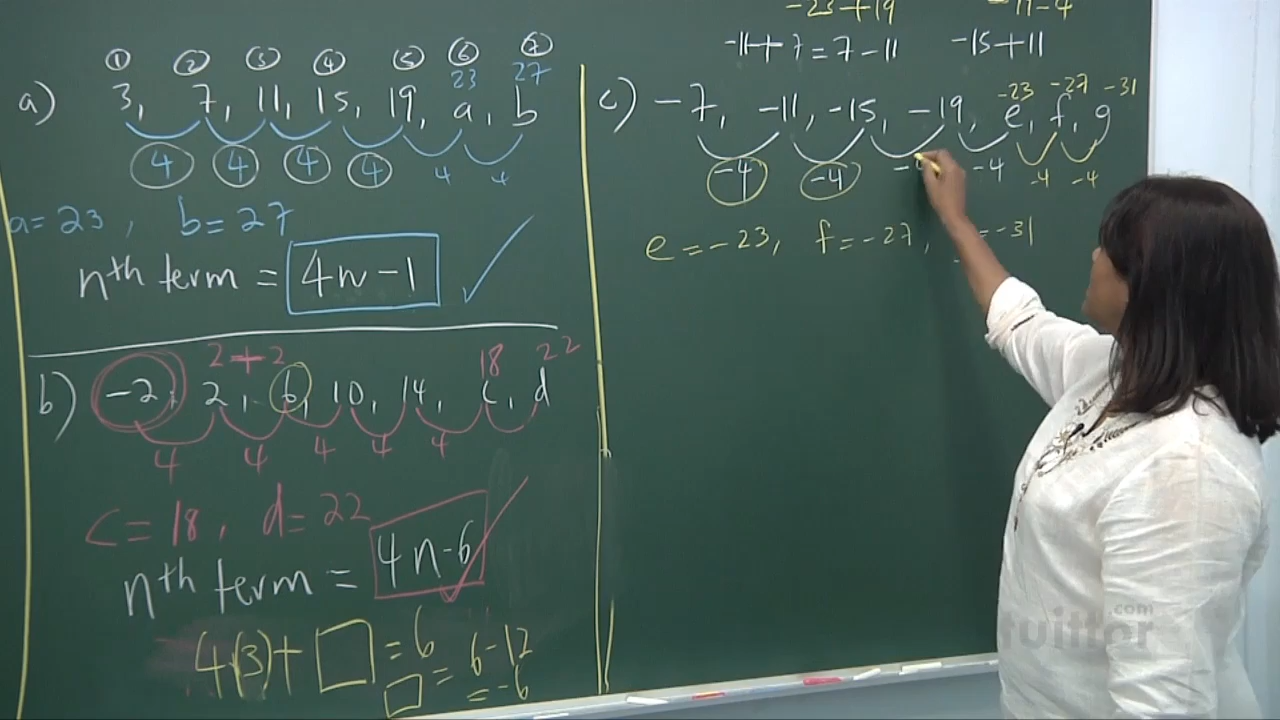 ① ② ③ ④ ⑤ ⑥ ⑦
23 27
a) 3, 7, 11, 15, 19, a, b
4 4 4 4 4 4
a = 23 , b = 27
nth term = 4n - 1
2 + 2 18 22
b) -2, 2, 6, 10, 14, c, d
4 4 4 4 4
c = 18 , d = 22
nth term = 4n - 6
4(3) + □ = 6
□ = 6 - 12
= -6
-23 + 19 -11 - 4
-11 + 7 = 7 - 11 -15 + 11
-23 -27 -31
c) -7, -11, -15, -19, e, f, g
-4 -4 -4 -4 -4
e = -23, f = -27, = -31
tuittor.com